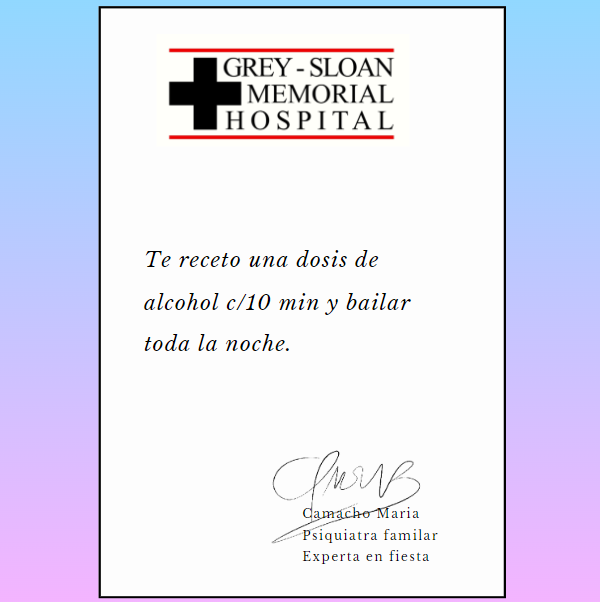 GREY - SLOAN
MEMORIAL
HOSPITAL
Te receto una dosis de
alcohol c/10 min y bailar
toda la noche.
Camacho Maria
Psiquiatra familar
Experta en fiesta